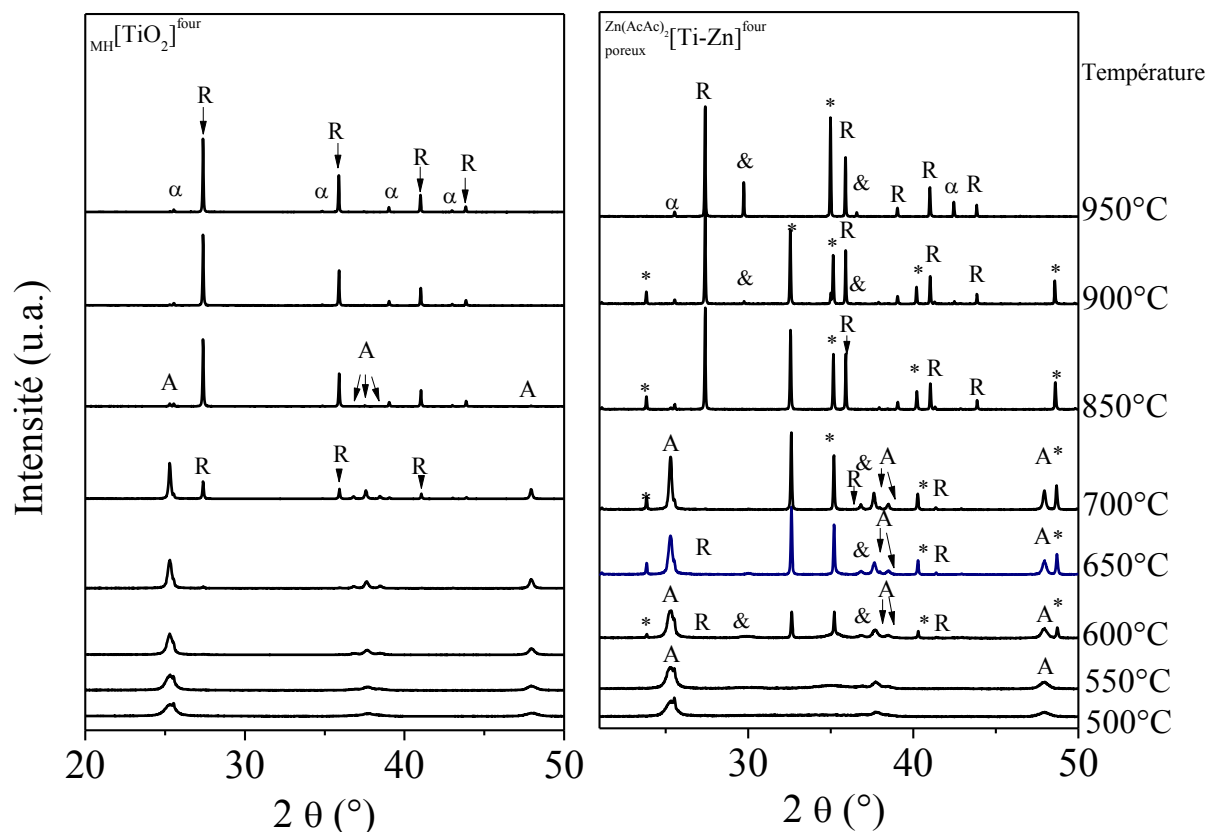 MH[TiO2]four
R
R
R
R
α
α
α
α
A
A
A
R
R
R
Zn(AcAc)2 poreux[Ti-Zn]four
Température
R
*
R
&
&
R
R
α
R
α
950°C
*
&
*
*
R
&
*
R
R
*
900°C
*
*
R
*
R
R
850°C
A
*
*
R
&
A
*
R
A
*
700°C
A
R
&
A
*
R
A
*
650°C
A
*
R
&
&
A
*
R
A
*
600°C
A
A
550°C
500°C
Intensité (u.a.)
20
30
40
50
30
40
50
2 θ (°)
2 θ (°)